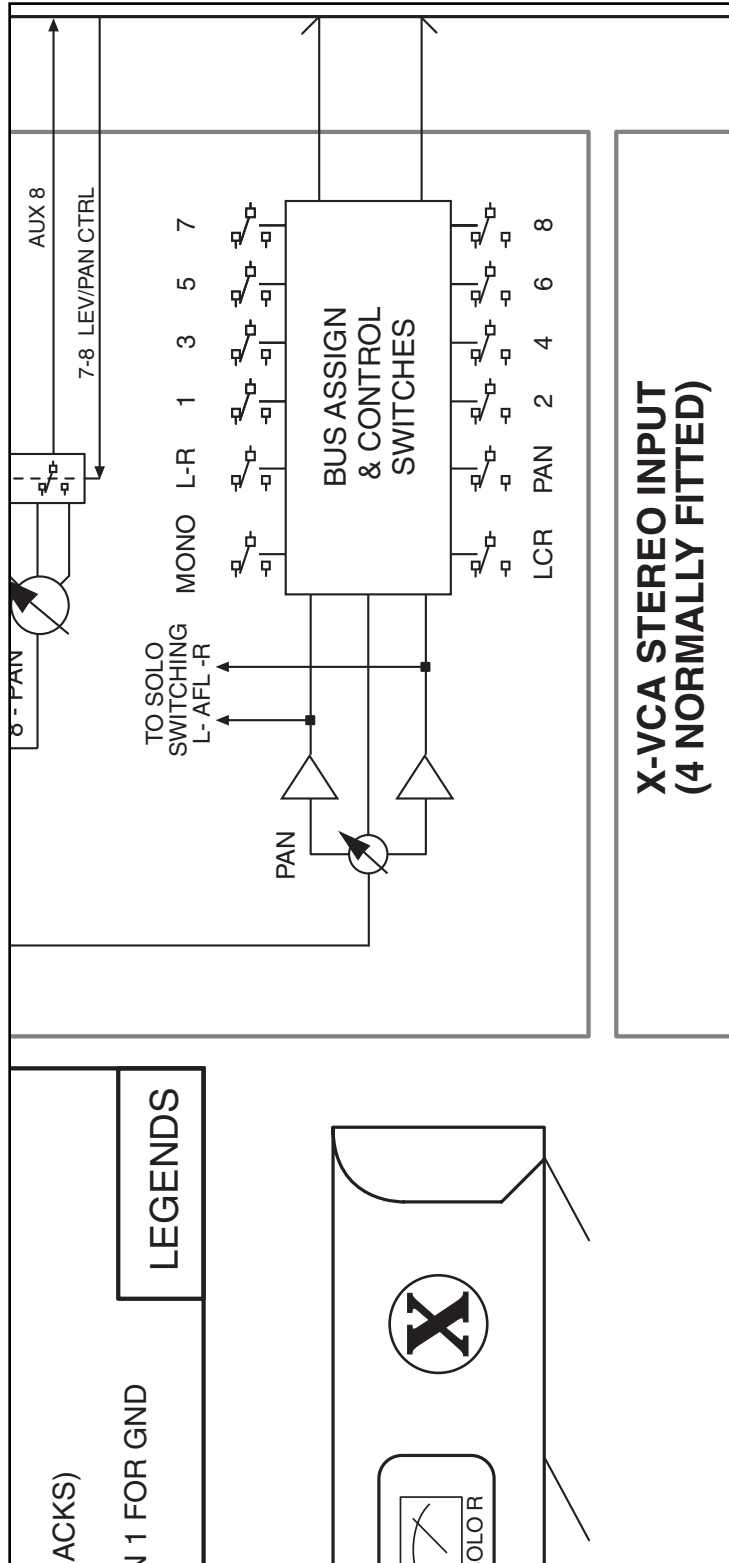 AUX 8
7-8 LEV/PAN CTRL
8 - PAN
7
5
3
1
L-R
MONO
BUS ASSIGN
& CONTROL
SWITCHES
8
6
4
2
PAN
LCR
TO SOLO
SWITCHING
L- AFL -R
PAN
X-VCA STEREO INPUT
(4 NORMALLY FITTED)
LEGENDS
ACKS)
N 1 FOR GND
X
OLO R